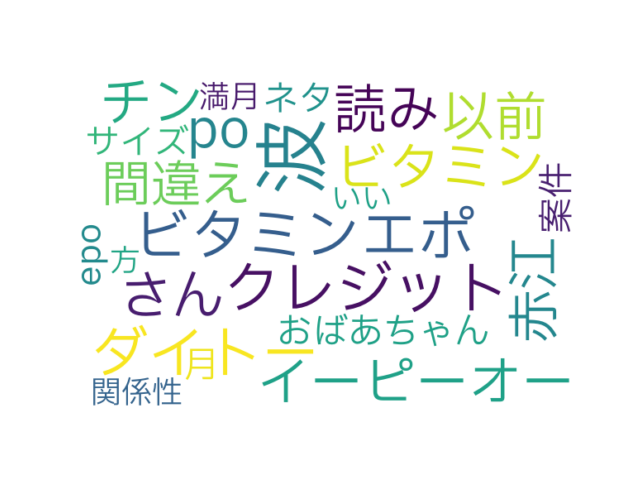 チン
満月
ネタ
読み
以前
サイズ
po
波
間違え
ビタミン
いい
案件
ビタミンエポ
epo
方
さん
クレジット
赤江
ダイトー
月
おばあちゃん
関係性
イーピーオー